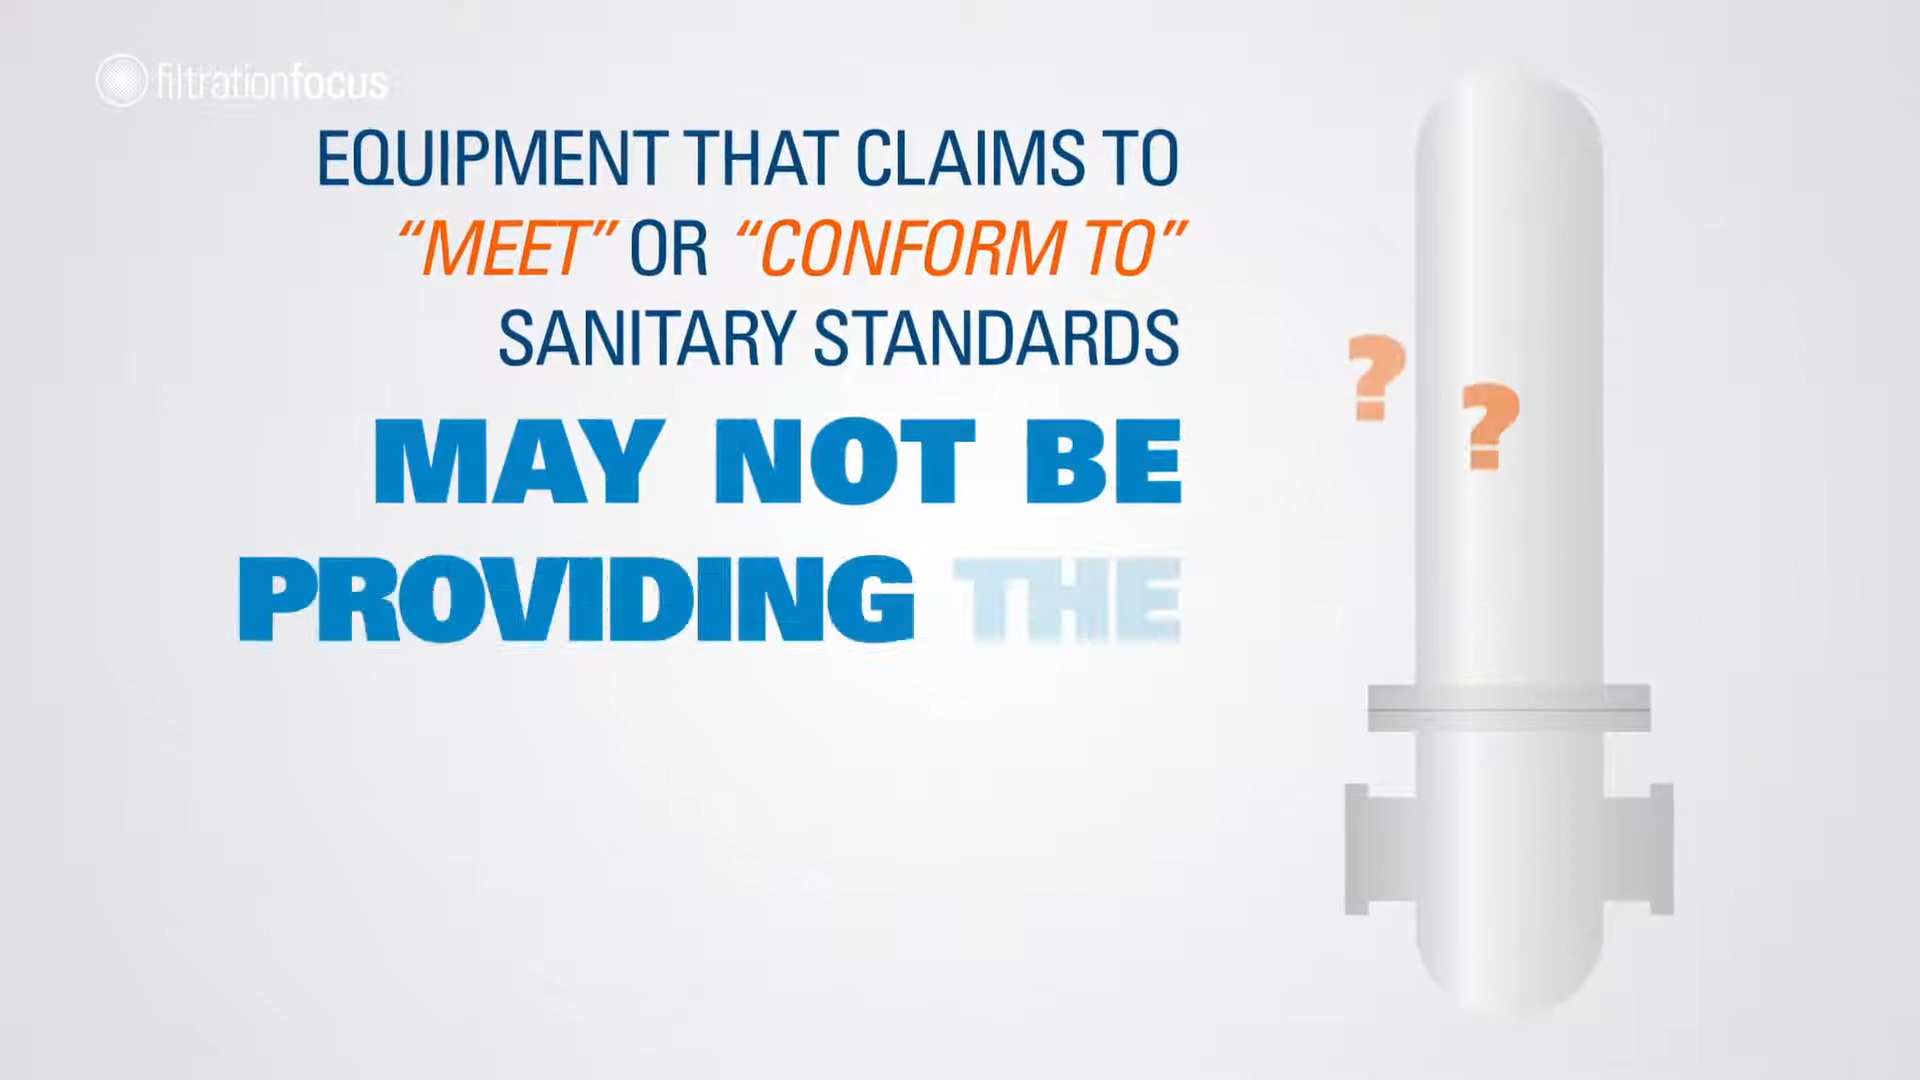 filtrationfocus
EQUIPMENT THAT CLAIMS TO
“MEET” OR “CONFORM TO”
SANITARY STANDARDS
MAY NOT BE
PROVIDING THE
?
?